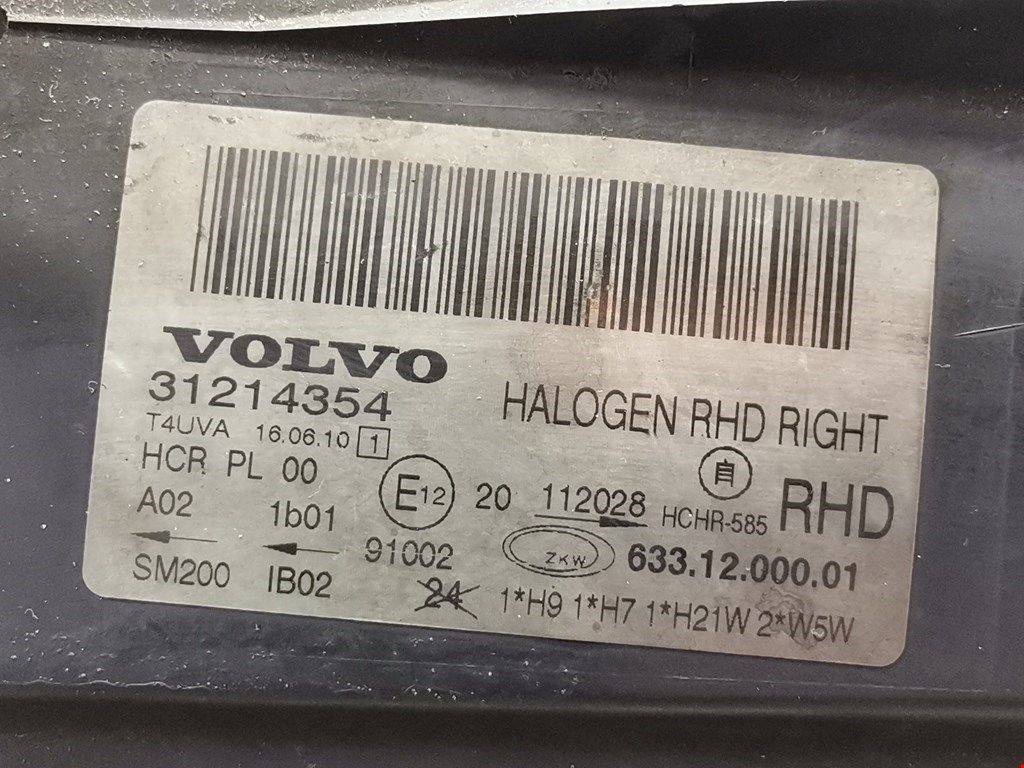 VOLVO
31214354
HALOGEN RHD RIGHT
T4UVA 16.06.10 1
HCR PL 00
E12 20 112028
自
HCHR-585 RHD
A02 1b01
91002 ZKW 633.12.000.01
SM200 IB02
24 1*H9 1*H7 1*H21W 2*W5W